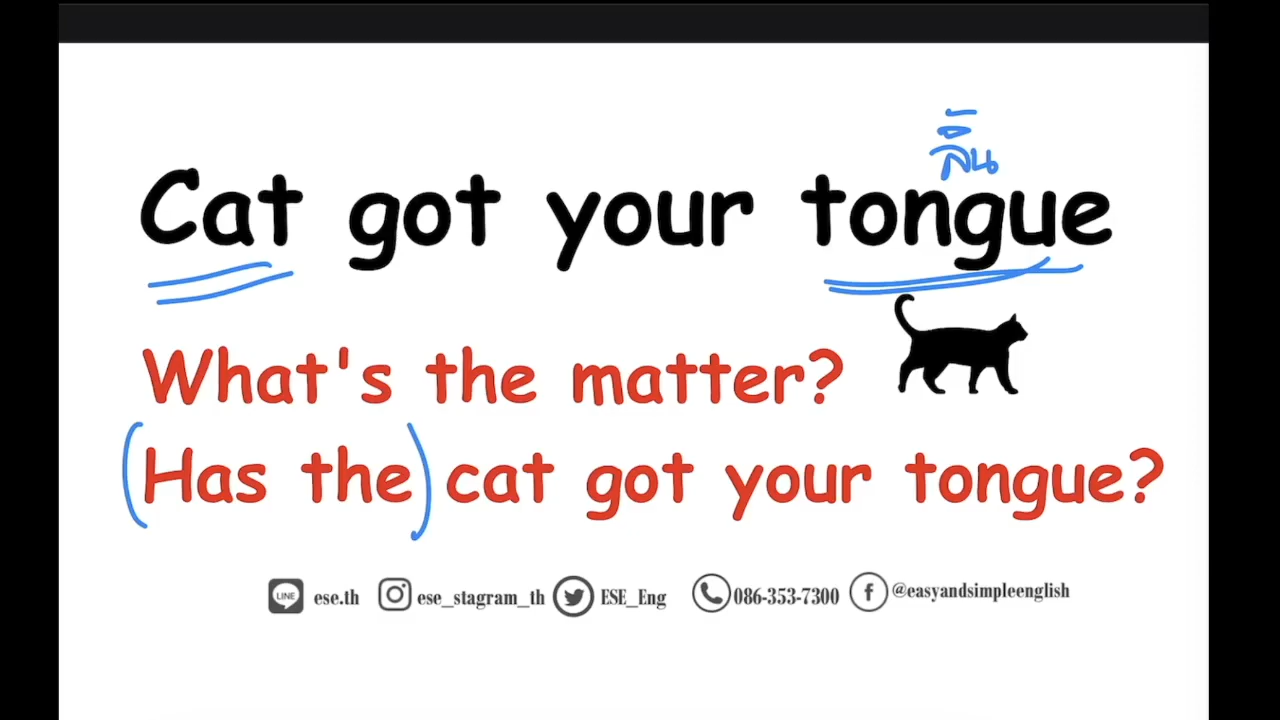 ลิ้น
Cat got your tongue
What's the matter?
(Has the) cat got your tongue?
LINE ese.th ese_stagram_th ESE_Eng 086-353-7300 f @easyandsimpleenglish